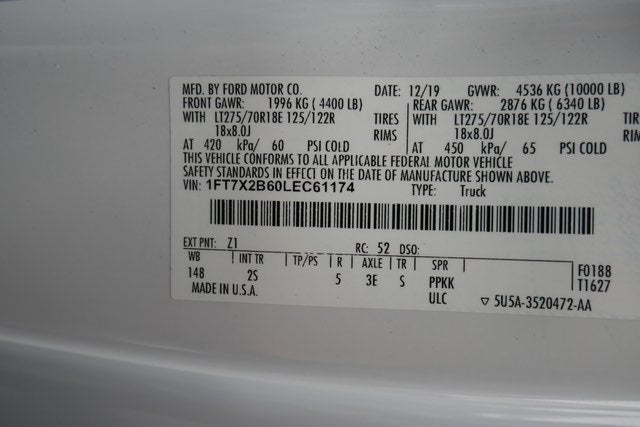 MFD. BY FORD MOTOR CO. DATE: 12/19 GVWR: 4536 KG (10000 LB)
FRONT GAWR: 1996 KG ( 4400 LB) REAR GAWR: 2876 KG ( 6340 LB)
WITH LT275/70R18E 125/122R TIRES WITH LT275/70R18E 125/122R TIRE
18x8.0J RIMS 18x8.0J RIM
AT 420 kPa/ 60 PSI COLD AT 450 kPa/ 65 PSI COLD
THIS VEHICLE CONFORMS TO ALL APPLICABLE FEDERAL MOTOR VEHICLE
SAFETY STANDARDS IN EFFECT ON THE DATE OF MANUFACTURE SHOWN ABOVE.
VIN: 1FT7X2B60LEC61174 TYPE: Truck
EXT PNT: Z1 RC: 52 DSO:
WB INT TR TP/PS R AXLE TR SPR F0188
148 2S 5 3E S PPKK T1627
MADE IN U.S.A. ULC ▽ 5U5A-3520472-AA